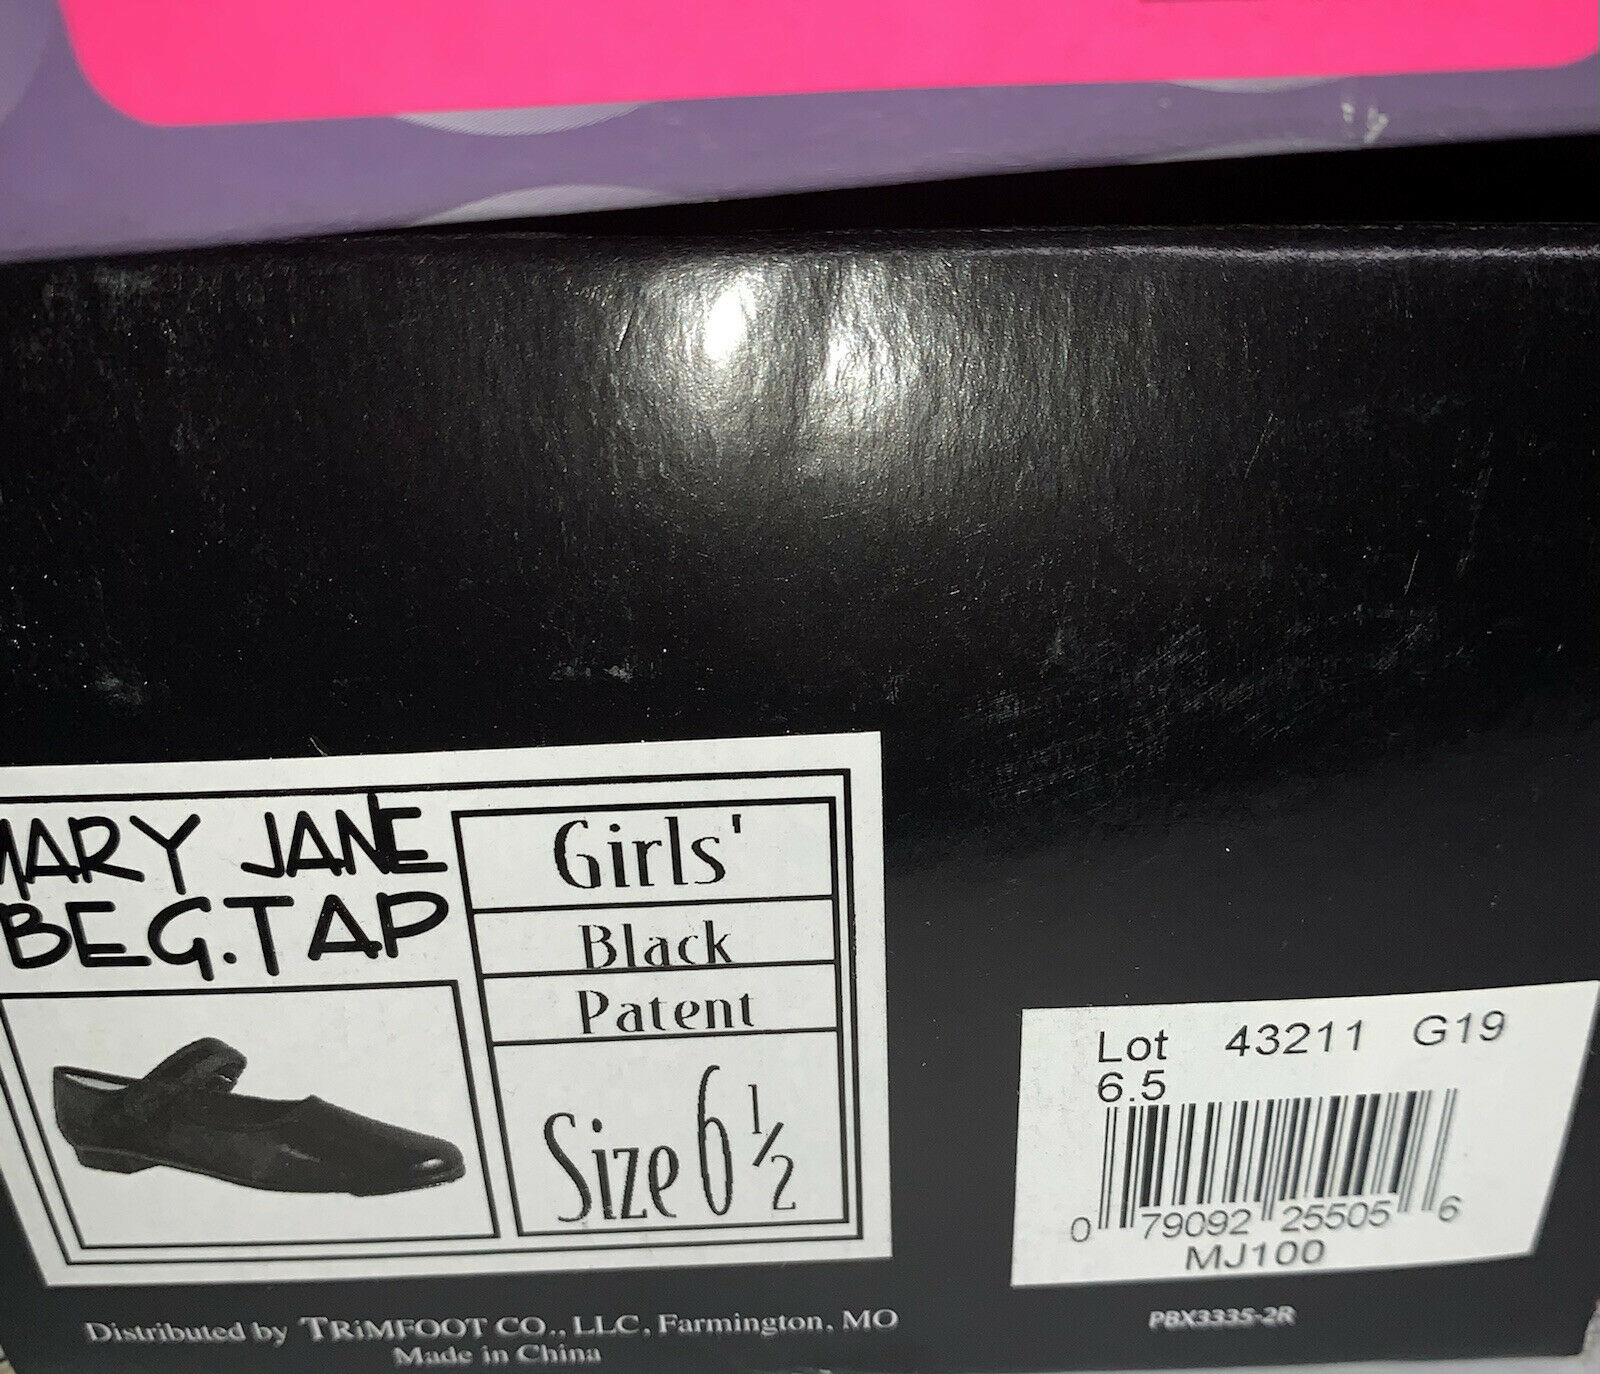 MARY JANE
BEG. TAP
Girls'
Black
Patent
Size 6 1/2
Lot 43211 G19
6.5
0 79092 25505 6
MJ100
Distributed by TRiMFOOT CO., LLC, Farmington, MO
Made in China
PBX3335-2R